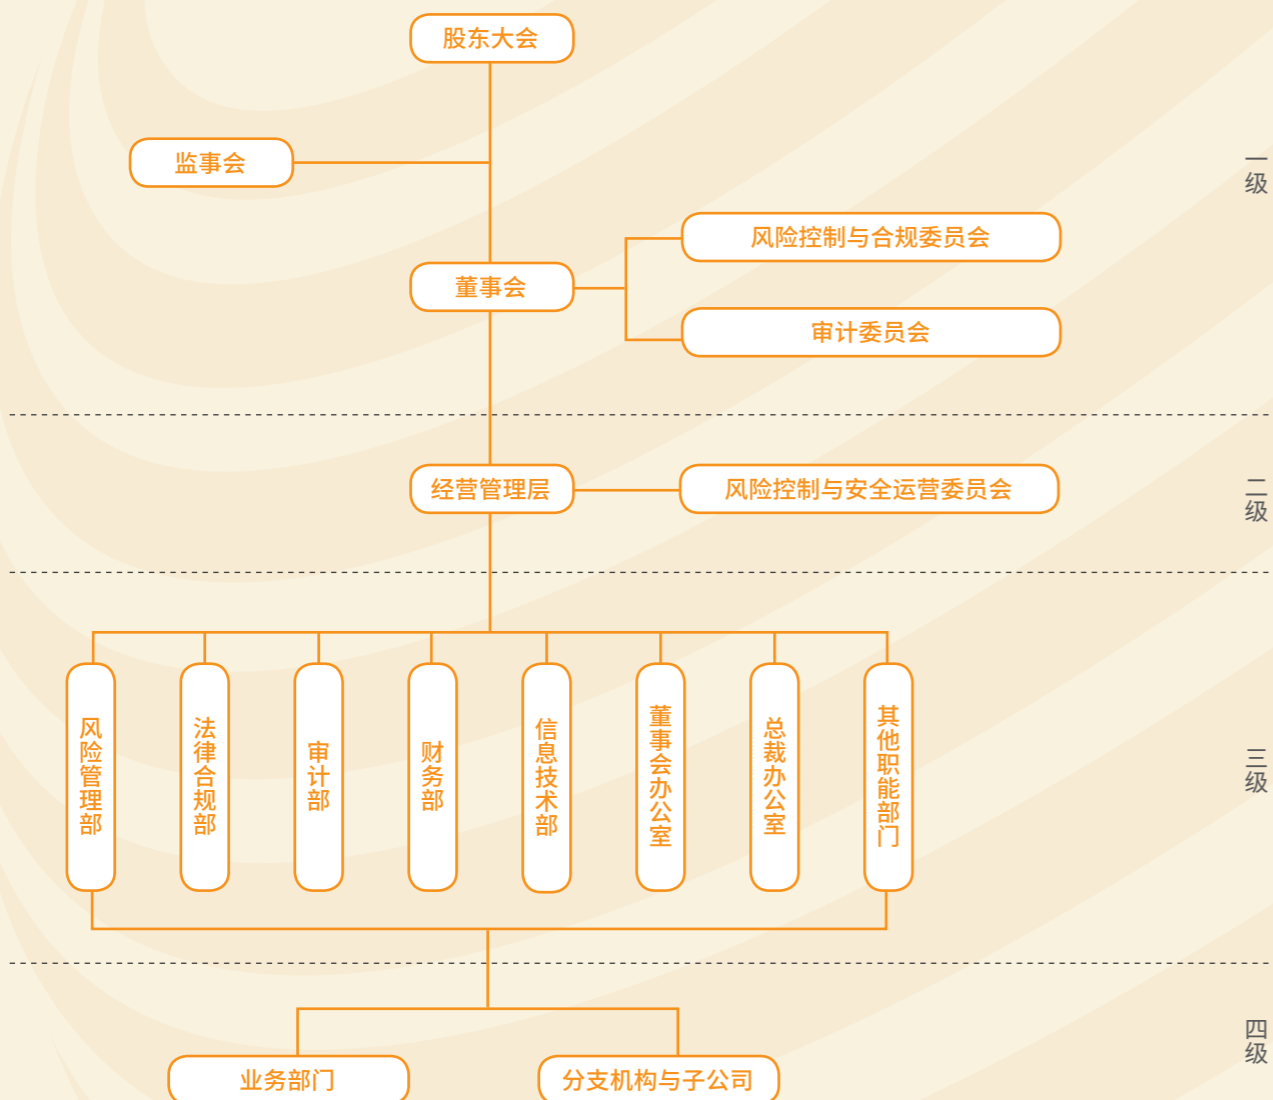 股东大会
监事会
一级
风险控制与合规委员会
董事会
审计委员会
经营管理层
风险控制与安全运营委员会
二级
风险管理部
法律合规部
审计部
财务部
信息技术部
董事会办公室
总裁办公室
其他职能部门
三级
四级
业务部门
分支机构与子公司